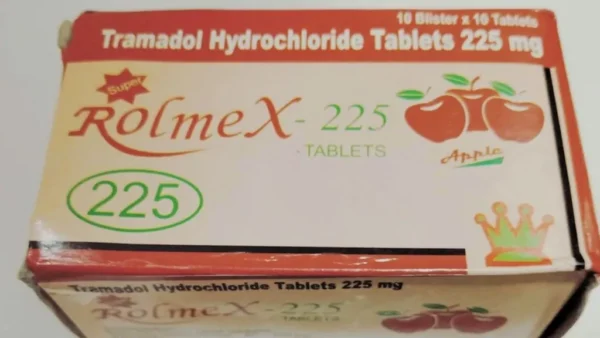 10 Blister x 10 Tablets
Tramadol Hydrochloride Tablets 225 mg
Super
RolmeX - 225
TABLETS
Apple
225
Tramadol Hydrochloride Tablets 225 mg
RolmeX - 225
TABLETS